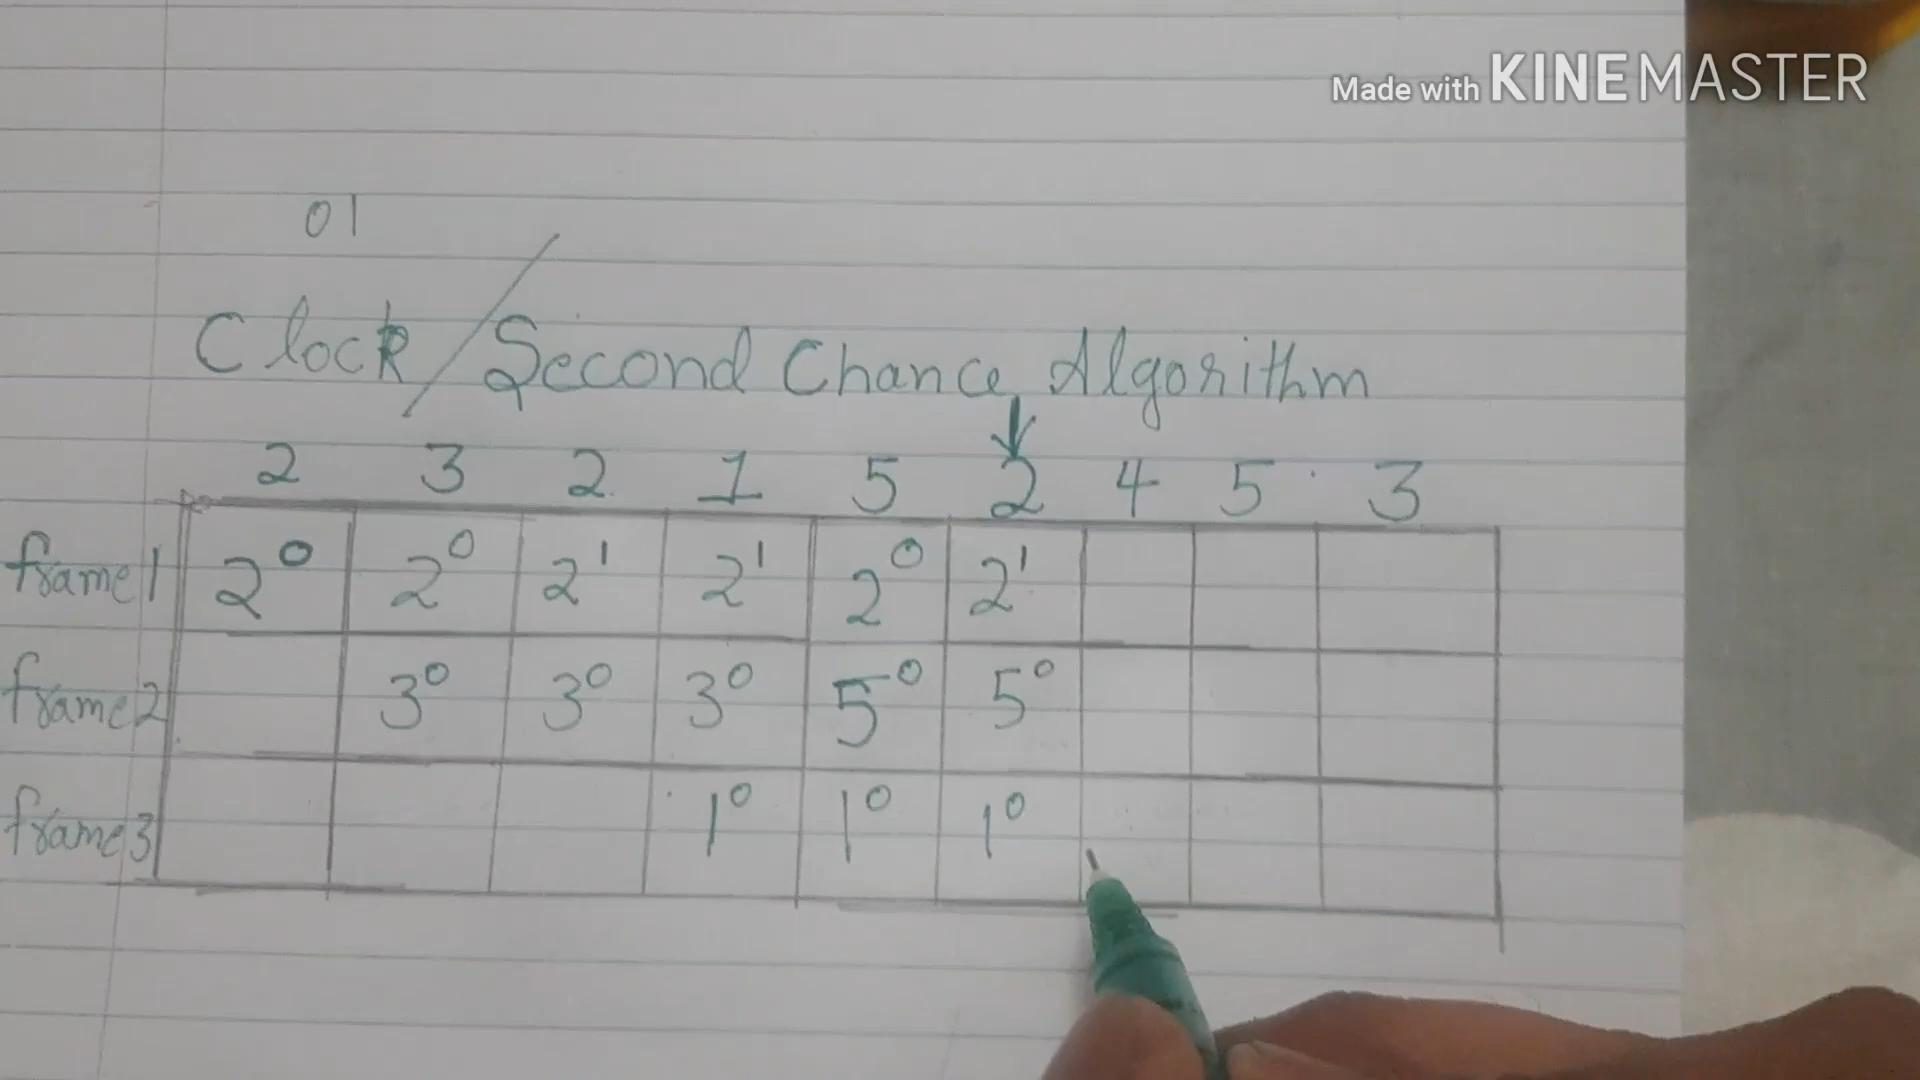 Made with KINEMASTER
01
Clock/Second Chance Algorithm
2 3 2 1 5 2 4 5 3
frame1 2⁰ 2⁰ 2¹ 2¹ 2⁰ 2¹
frame2 3⁰ 3⁰ 3⁰ 5⁰ 5⁰
frame3 1⁰ 1⁰ 1⁰